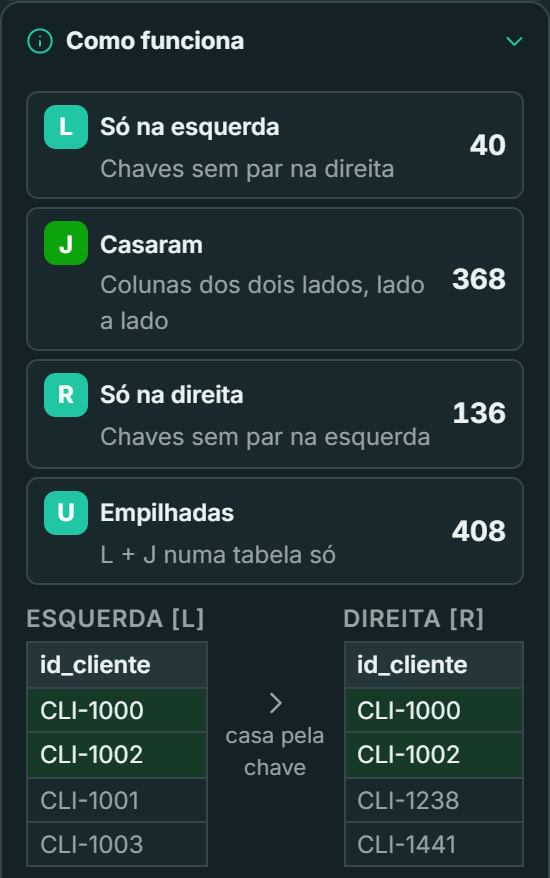 Como funciona
L Só na esquerda
Chaves sem par na direita
40
J Casaram
Colunas dos dois lados, lado
a lado
368
R Só na direita
Chaves sem par na esquerda
136
U Empilhadas
L + J numa tabela só
408
ESQUERDA [L]
id_cliente
CLI-1000
CLI-1002
CLI-1001
CLI-1003
casa pela
chave
DIREITA [R]
id_cliente
CLI-1000
CLI-1002
CLI-1238
CLI-1441